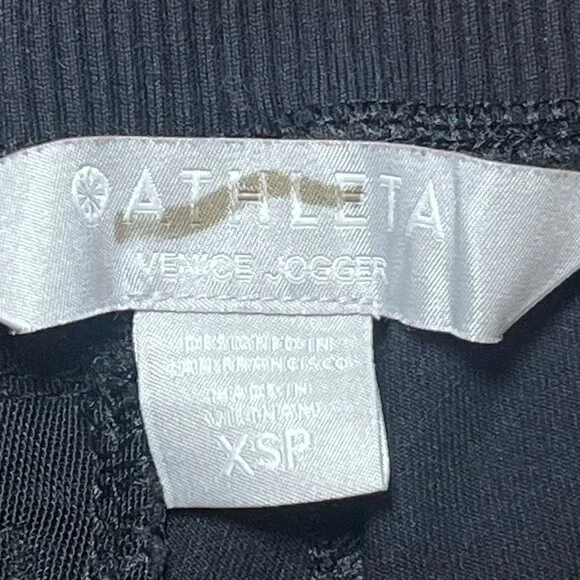 ATHLETA
VENICE JOGGER
DESIGNED IN
SAN FRANCISCO
MADE IN
VIETNAM
XSP